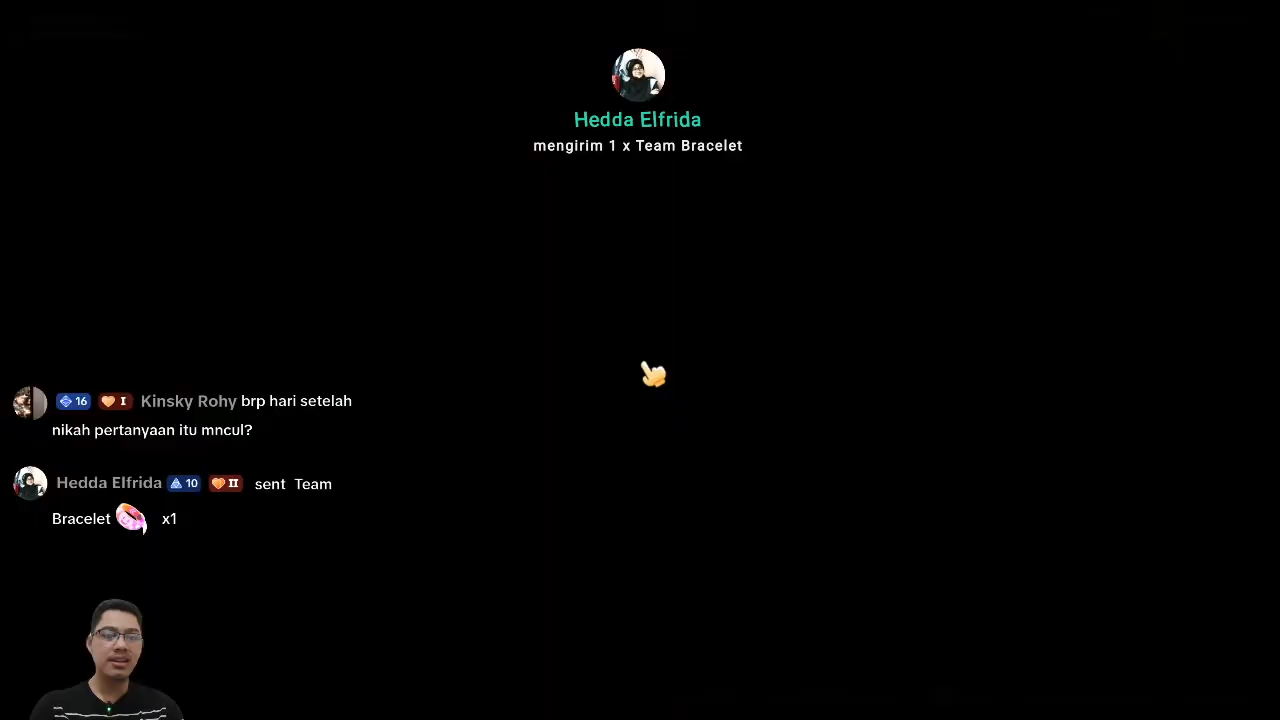 Hedda Elfrida
mengirim 1 x Team Bracelet
16 I Kinsky Rohy brp hari setelah
nikah pertanyaan itu mncul?
Hedda Elfrida 10 II sent Team
Bracelet x1